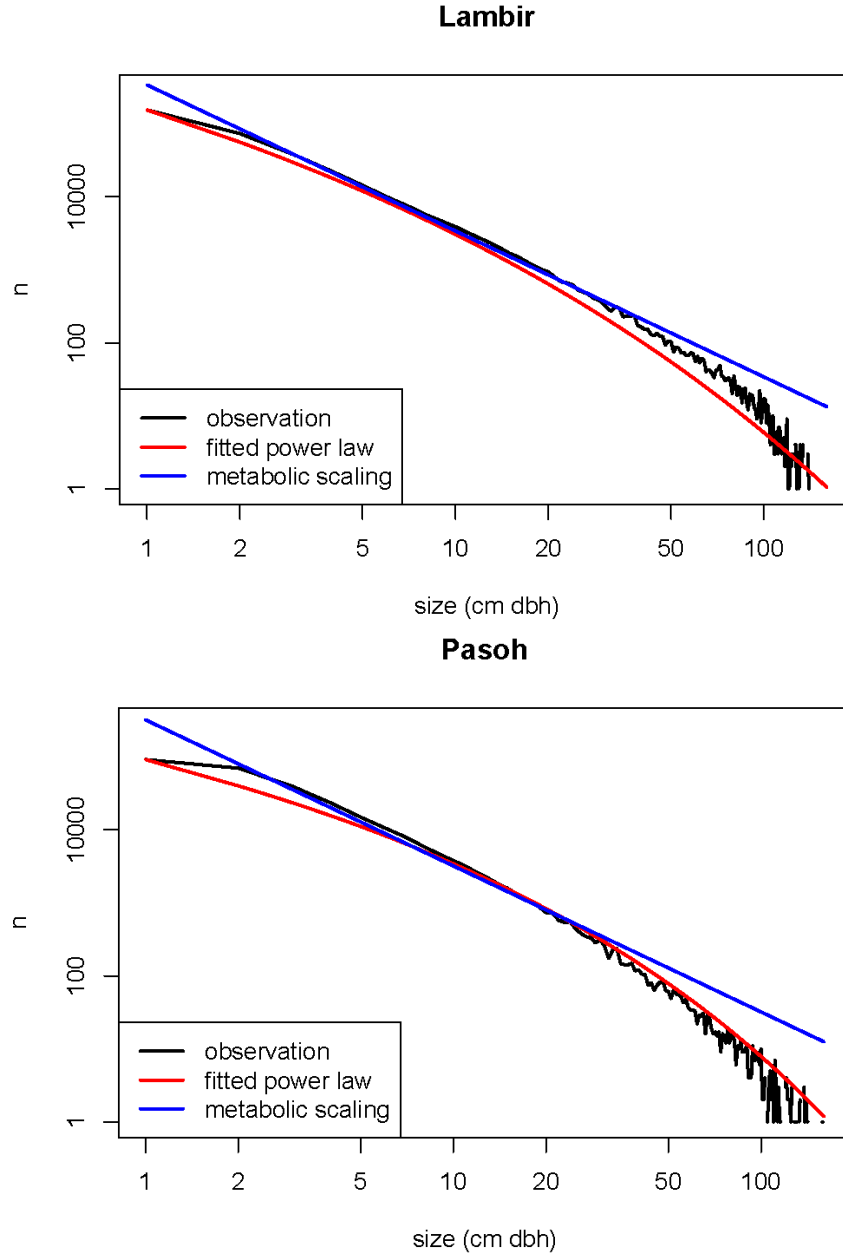 Lambir
n
10000
100
1
observation
fitted power law
metabolic scaling
1 2 5 10 20 50 100
size (cm dbh)
Pasoh
n
10000
100
1
observation
fitted power law
metabolic scaling
1 2 5 10 20 50 100
size (cm dbh)